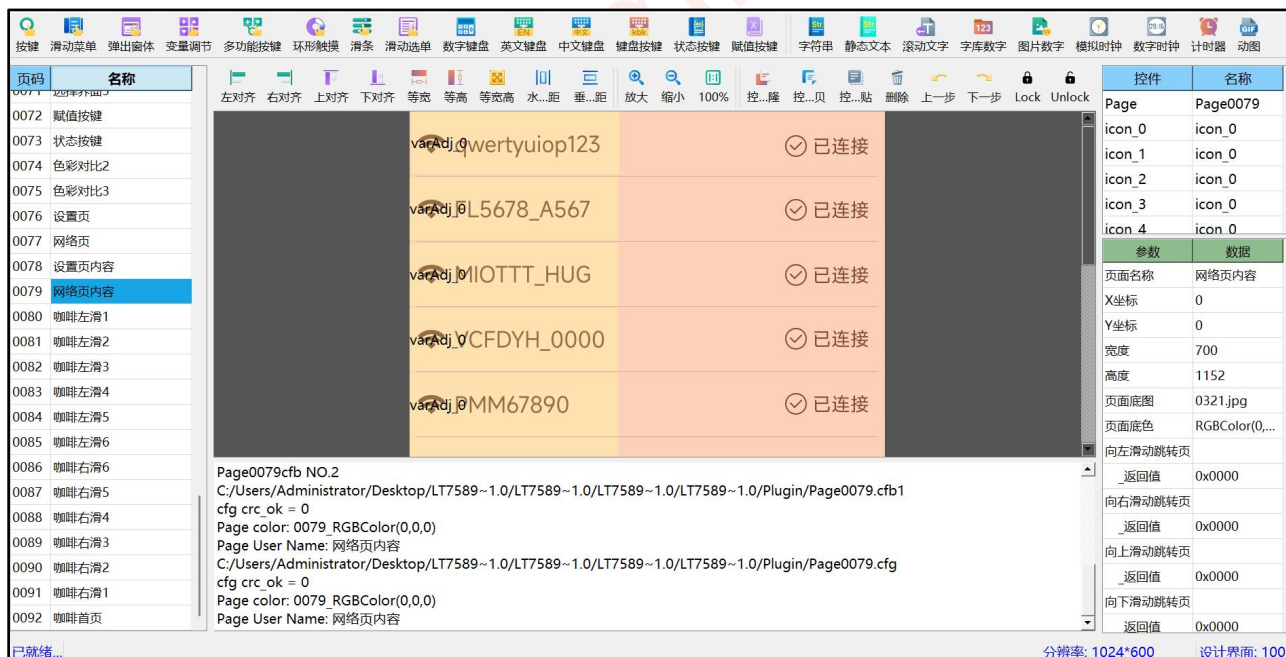 按键 滑动菜单 弹出窗体 变量调节 多功能按键 环形触摸 滑条 滑动选单 数字键盘 英文键盘 中文键盘 键盘按键 状态按键 赋值按键 字符串 静态文本 滚动文字 字库数字 图片数字 模拟时钟 数字时钟 计时器 动图
页码 名称
0071 选择界面3
0072 赋值按键
0073 状态按键
0074 色彩对比2
0075 色彩对比3
0076 设置页
0077 网络页
0078 设置页内容
0079 网络页内容
0080 咖啡左滑1
0081 咖啡左滑2
0082 咖啡左滑3
0083 咖啡左滑4
0084 咖啡左滑5
0085 咖啡左滑6
0086 咖啡右滑6
0087 咖啡右滑5
0088 咖啡右滑4
0089 咖啡右滑3
0090 咖啡右滑2
0091 咖啡右滑1
0092 咖啡首页
左对齐 右对齐 上对齐 下对齐 等宽 等高 等宽高 水...距 垂...距 放大 缩小 100% 控...隆 控...贝 控...贴 删除 上一步 下一步 Lock Unlock
varAdj_0 qwertyuiop123 已连接
varAdj_0 L5678_A567 已连接
varAdj_0 MIOTTT_HUG 已连接
varAdj_0 VCFDYH_0000 已连接
varAdj_0 MM67890 已连接
Page0079cfb NO.2
C:/Users/Administrator/Desktop/LT7589~1.0/LT7589~1.0/LT7589~1.0/LT7589~1.0/Plugin/Page0079.cfb1
cfg crc_ok = 0
Page color: 0079_RGBColor(0,0,0)
Page User Name: 网络页内容
C:/Users/Administrator/Desktop/LT7589~1.0/LT7589~1.0/LT7589~1.0/LT7589~1.0/Plugin/Page0079.cfg
cfg crc_ok = 0
Page color: 0079_RGBColor(0,0,0)
Page User Name: 网络页内容
控件 名称
Page Page0079
icon_0 icon_0
icon_1 icon_0
icon_2 icon_0
icon_3 icon_0
icon_4 icon_0
参数 数据
页面名称 网络页内容
X坐标 0
Y坐标 0
宽度 700
高度 1152
页面底图 0321.jpg
页面底色 RGBColor(0,...
向左滑动跳转页
_返回值 0x0000
向右滑动跳转页
_返回值 0x0000
向上滑动跳转页
_返回值 0x0000
向下滑动跳转页
返回值 0x0000
已就绪... 分辨率: 1024*600 设计界面: 100